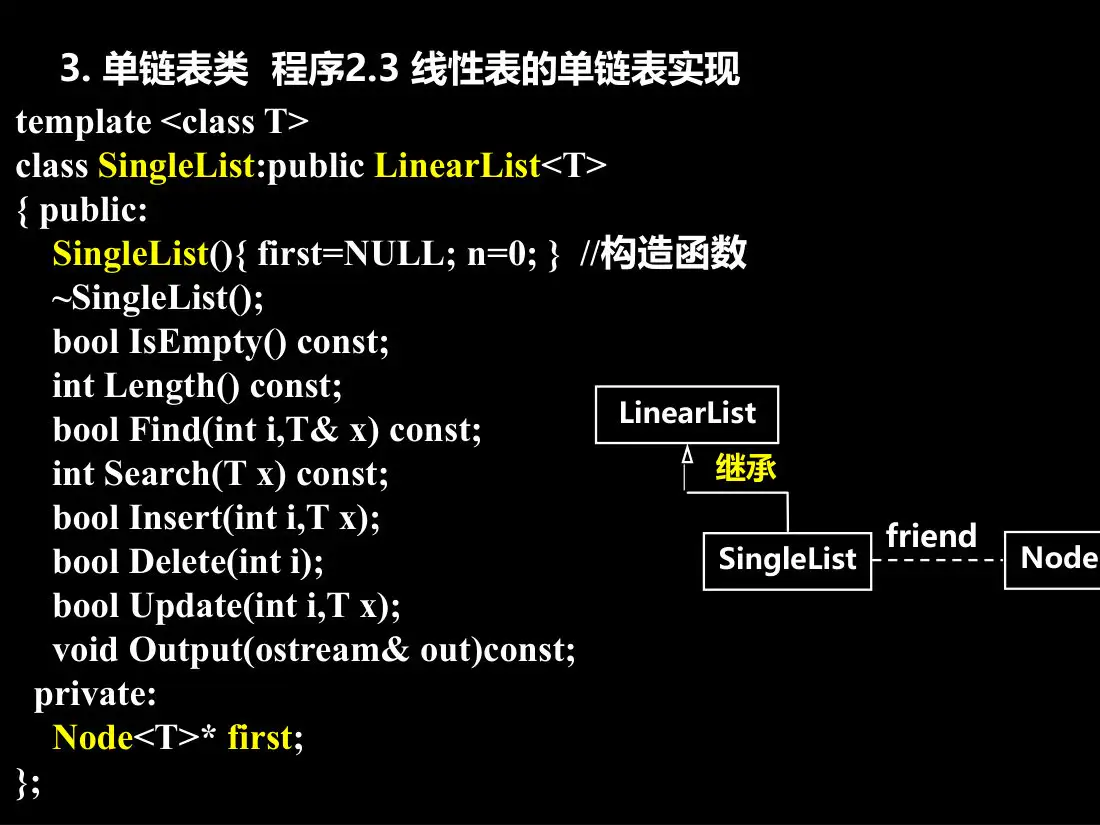 3. 单链表类  程序2.3 线性表的单链表实现
template <class T>
class SingleList:public LinearList<T>
{ public:
SingleList(){ first=NULL; n=0; }  //构造函数
~SingleList();
bool IsEmpty() const;
int Length() const;
bool Find(int i,T& x) const;
int Search(T x) const;
bool Insert(int i,T x);
bool Delete(int i);
bool Update(int i,T x);
void Output(ostream& out)const;
private:
Node<T>* first;
};
LinearList
继承
SingleList
friend
Node